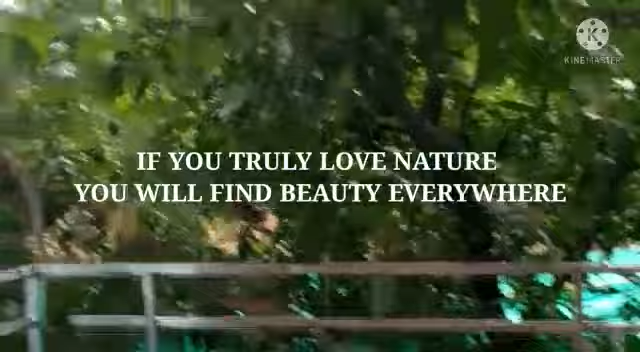 KINEMASTER
IF YOU TRULY LOVE NATURE
YOU WILL FIND BEAUTY EVERYWHERE